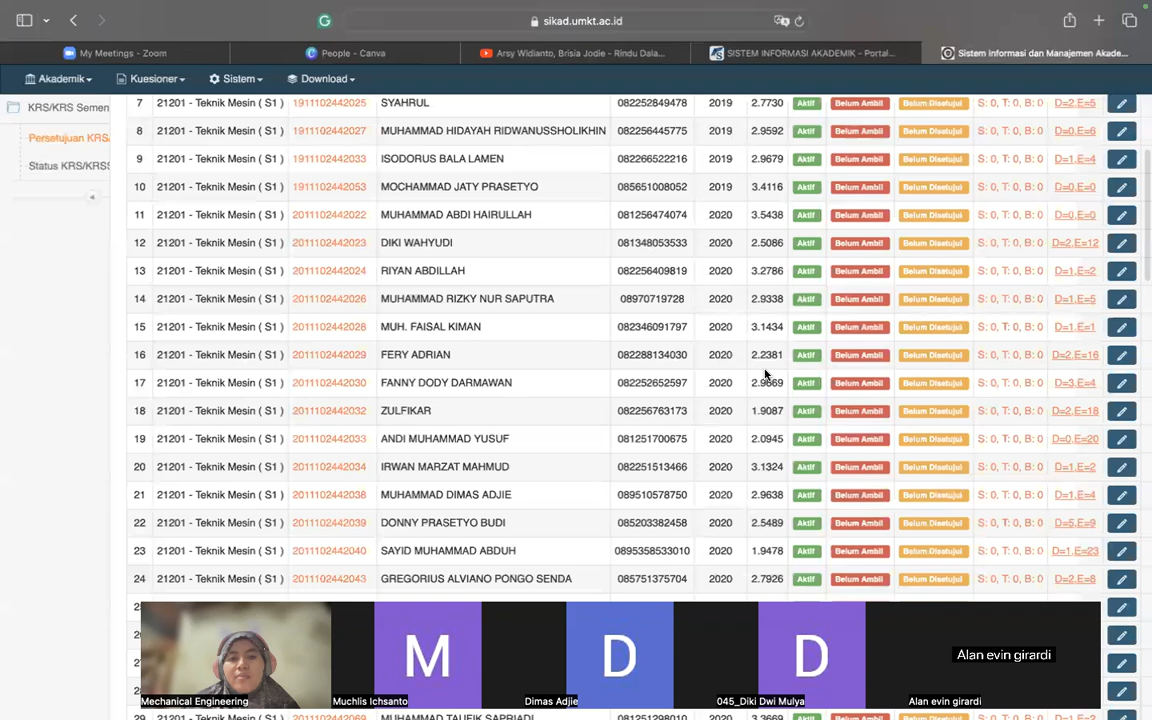 sikad.umkt.ac.id
My Meetings - Zoom
People - Canva
Arsy Widianto, Brisia Jodie - Rindu Dala...
SISTEM INFORMASI AKADEMIK - Portal...
Sistem Informasi dan Manajemen Akade...
Akademik Kuesioner Sistem Download
KRS/KRS Semen
Persetujuan KRS/
Status KRS/KRSS
7 21201 - Teknik Mesin ( S1 ) 1911102442025 SYAHRUL 082252849478 2019 2.7730 Aktif Belum Ambil Belum Disetujui S: 0, T: 0, B: 0 D=2,E=5
8 21201 - Teknik Mesin ( S1 ) 1911102442027 MUHAMMAD HIDAYAH RIDWANUSSHOLIKHIN 082256445775 2019 2.9592 Aktif Belum Ambil Belum Disetujui S: 0, T: 0, B: 0 D=0,E=6
9 21201 - Teknik Mesin ( S1 ) 1911102442033 ISODORUS BALA LAMEN 082266522216 2019 2.9679 Aktif Belum Ambil Belum Disetujui S: 0, T: 0, B: 0 D=1,E=4
10 21201 - Teknik Mesin ( S1 ) 1911102442053 MOCHAMMAD JATY PRASETYO 085651008052 2019 3.4116 Aktif Belum Ambil Belum Disetujui S: 0, T: 0, B: 0 D=0,E=0
11 21201 - Teknik Mesin ( S1 ) 2011102442022 MUHAMMAD ABDI HAIRULLAH 081256474074 2020 3.5438 Aktif Belum Ambil Belum Disetujui S: 0, T: 0, B: 0 D=0,E=0
12 21201 - Teknik Mesin ( S1 ) 2011102442023 DIKI WAHYUDI 081348053533 2020 2.5086 Aktif Belum Ambil Belum Disetujui S: 0, T: 0, B: 0 D=2,E=12
13 21201 - Teknik Mesin ( S1 ) 2011102442024 RIYAN ABDILLAH 082256409819 2020 3.2786 Aktif Belum Ambil Belum Disetujui S: 0, T: 0, B: 0 D=1,E=2
14 21201 - Teknik Mesin ( S1 ) 2011102442026 MUHAMMAD RIZKY NUR SAPUTRA 08970719728 2020 2.9338 Aktif Belum Ambil Belum Disetujui S: 0, T: 0, B: 0 D=1,E=5
15 21201 - Teknik Mesin ( S1 ) 2011102442028 MUH. FAISAL KIMAN 082346091797 2020 3.1434 Aktif Belum Ambil Belum Disetujui S: 0, T: 0, B: 0 D=1,E=1
16 21201 - Teknik Mesin ( S1 ) 2011102442029 FERY ADRIAN 082288134030 2020 2.2381 Aktif Belum Ambil Belum Disetujui S: 0, T: 0, B: 0 D=2,E=16
17 21201 - Teknik Mesin ( S1 ) 2011102442030 FANNY DODY DARMAWAN 082252652597 2020 2.9669 Aktif Belum Ambil Belum Disetujui S: 0, T: 0, B: 0 D=3,E=4
18 21201 - Teknik Mesin ( S1 ) 2011102442032 ZULFIKAR 082256763173 2020 1.9087 Aktif Belum Ambil Belum Disetujui S: 0, T: 0, B: 0 D=2,E=18
19 21201 - Teknik Mesin ( S1 ) 2011102442033 ANDI MUHAMMAD YUSUF 081251700675 2020 2.0945 Aktif Belum Ambil Belum Disetujui S: 0, T: 0, B: 0 D=0,E=20
20 21201 - Teknik Mesin ( S1 ) 2011102442034 IRWAN MARZAT MAHMUD 082251513466 2020 3.1324 Aktif Belum Ambil Belum Disetujui S: 0, T: 0, B: 0 D=1,E=2
21 21201 - Teknik Mesin ( S1 ) 2011102442038 MUHAMMAD DIMAS ADJIE 089510578750 2020 2.9638 Aktif Belum Ambil Belum Disetujui S: 0, T: 0, B: 0 D=1,E=4
22 21201 - Teknik Mesin ( S1 ) 2011102442039 DONNY PRASETYO BUDI 085203382458 2020 2.5489 Aktif Belum Ambil Belum Disetujui S: 0, T: 0, B: 0 D=5,E=9
23 21201 - Teknik Mesin ( S1 ) 2011102442040 SAYID MUHAMMAD ABDUH 0895358533010 2020 1.9478 Aktif Belum Ambil Belum Disetujui S: 0, T: 0, B: 0 D=1,E=23
24 21201 - Teknik Mesin ( S1 ) 2011102442043 GREGORIUS ALVIANO PONGO SENDA 085751375704 2020 2.7926 Aktif Belum Ambil Belum Disetujui S: 0, T: 0, B: 0 D=2,E=8
M D D Alan evin girardi
Mechanical Engineering Muchlis Ichsanto Dimas Adjie 045_Diki Dwi Mulya Alan evin girardi